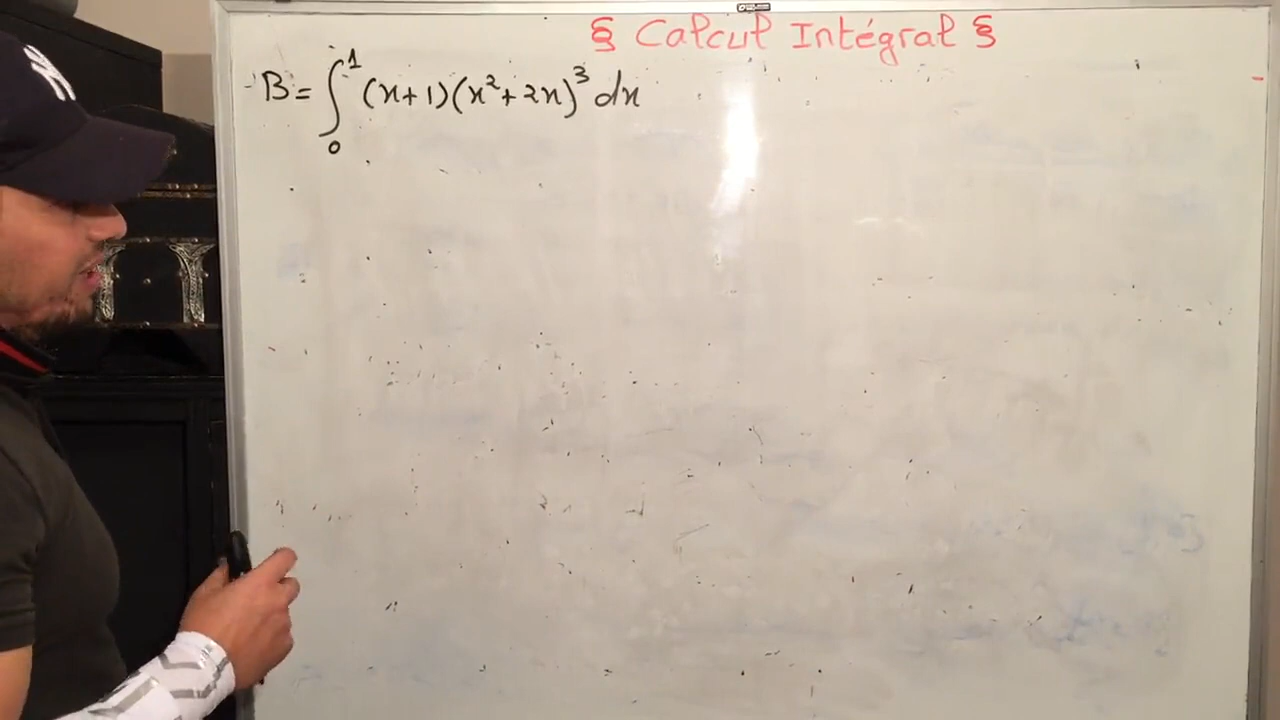 § Calcul Intégral §
B = ∫₀¹ (x+1)(x²+2x)³ dx